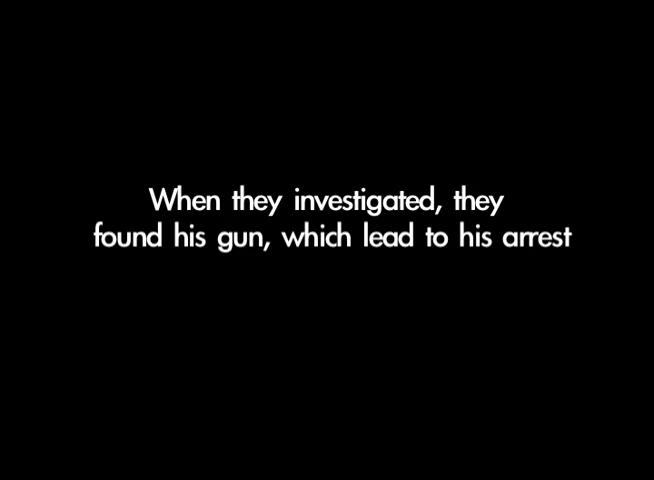 When they investigated, they
found his gun, which lead to his arrest